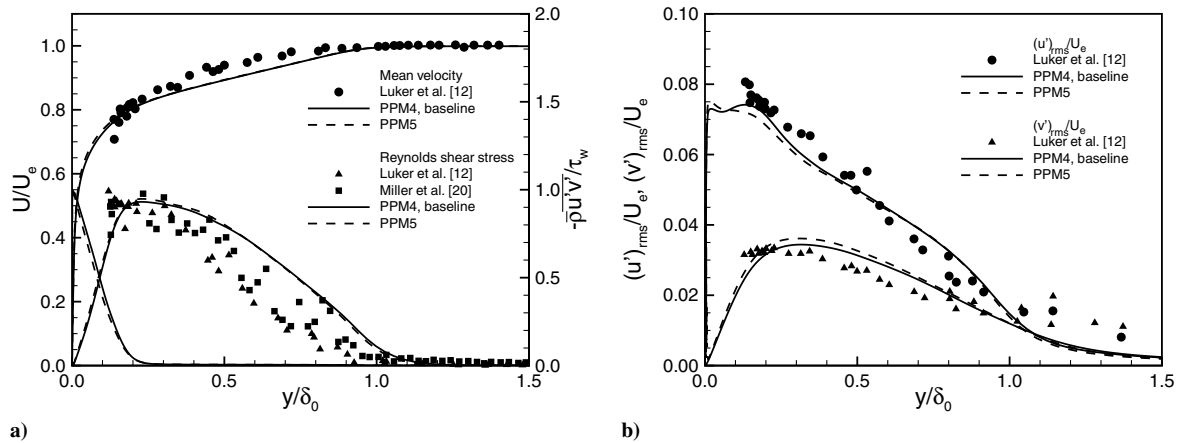 1.0
0.8
0.6
0.4
0.2
0.0
U/U_e
2.0
1.5
1.0
0.5
0.0
-ρ̅u'v'/τ_w
Mean velocity
Luker et al. [12]
PPM4, baseline
PPM5
Reynolds shear stress
Luker et al. [12]
Miller et al. [20]
PPM4, baseline
PPM5
0.0 0.5 1.0 1.5
y/δ_0
a)
0.10
0.08
0.06
0.04
0.02
0.00
(u')_rms/U_e, (v')_rms/U_e
(u')_rms/U_e
Luker et al. [12]
PPM4, baseline
PPM5
(v')_rms/U_e
Luker et al. [12]
PPM4, baseline
PPM5
0.0 0.5 1.0 1.5
y/δ_0
b)